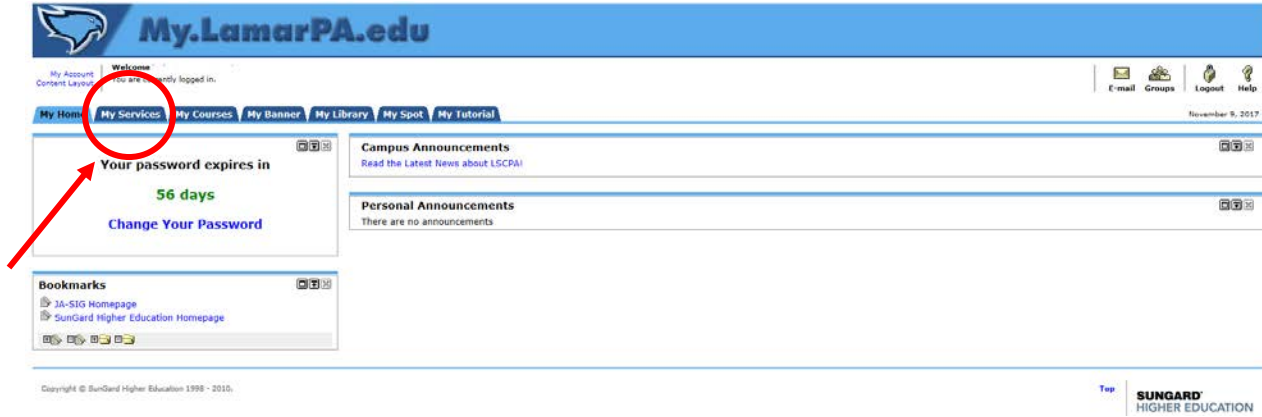 My.LamarPA.edu
My Account
Content Layout
Welcome
You are currently logged in.
E-mail Groups Logout Help
My Home My Services My Courses My Banner My Library My Spot My Tutorial
November 9, 2017
Your password expires in
56 days
Change Your Password
Campus Announcements
Read the Latest News about LSCPA!
Personal Announcements
There are no announcements
Bookmarks
JA-SIG Homepage
SunGard Higher Education Homepage
Copyright © SunGard Higher Education 1998 - 2010.
Top
SUNGARD'
HIGHER EDUCATION